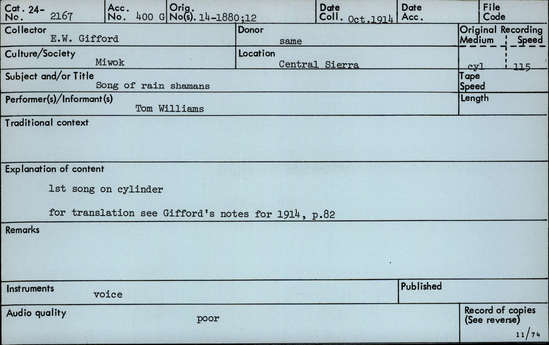 Cat. 24-
No. 2167
Acc.
No. 400 G
Orig.
No(s). 14-1880;12
Date
Coll. Oct.1914
Date
Acc.
File
Code
Collector
E.W. Gifford
Donor
same
Original Recording
Medium Speed
cyl 115
Culture/Society
Miwok
Location
Central Sierra
Subject and/or Title
Song of rain shamans
Tape
Speed
Performer(s)/Informant(s)
Tom Williams
Length
Traditional context
Explanation of content
1st song on cylinder
for translation see Gifford's notes for 1914, p.82
Remarks
Instruments
voice
Published
Audio quality
poor
Record of copies
(See reverse)
11/74